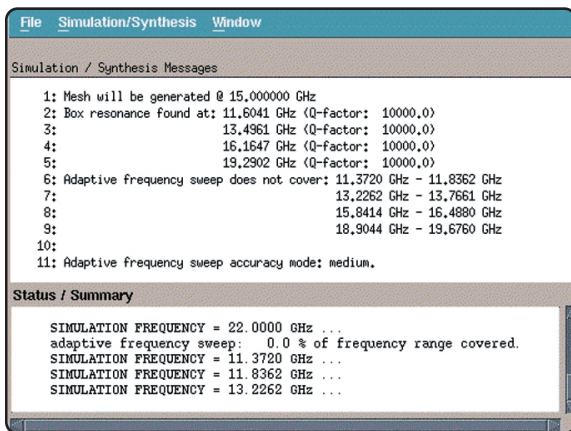 File Simulation/Synthesis Window
Simulation / Synthesis Messages
1: Mesh will be generated @ 15.000000 GHz
2: Box resonance found at: 11.6041 GHz (Q-factor: 10000.0)
3: 13.4961 GHz (Q-factor: 10000.0)
4: 16.1647 GHz (Q-factor: 10000.0)
5: 19.2902 GHz (Q-factor: 10000.0)
6: Adaptive frequency sweep does not cover: 11.3720 GHz - 11.8362 GHz
7: 13.2262 GHz - 13.7661 GHz
8: 15.8414 GHz - 16.4880 GHz
9: 18.9044 GHz - 19.6760 GHz
10:
11: Adaptive frequency sweep accuracy mode: medium.
Status / Summary
SIMULATION FREQUENCY = 22.0000 GHz ...
adaptive frequency sweep: 0.0 % of frequency range covered.
SIMULATION FREQUENCY = 11.3720 GHz ...
SIMULATION FREQUENCY = 11.8362 GHz ...
SIMULATION FREQUENCY = 13.2262 GHz ...